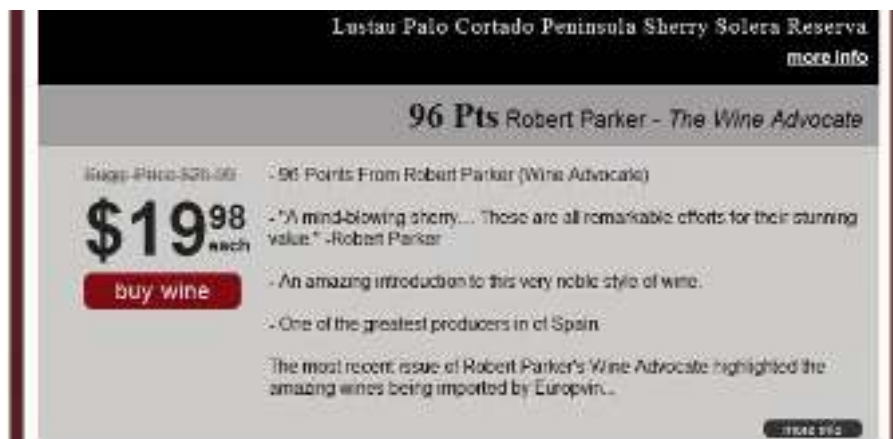 Lustau Palo Cortado Peninsula Sherry Solera Reserva
more info
96 Pts Robert Parker - The Wine Advocate
Sugg. Price
$19 98 each
buy wine
- 96 Points From Robert Parker (Wine Advocate)
- "A mind-blowing sherry.... These are all remarkable efforts for their stunning
value." -Robert Parker
- An amazing introduction to this very noble style of wine.
- One of the greatest producers in of Spain.
The most recent issue of Robert Parker's Wine Advocate highlighted the
amazing wines being imported by Europvin...
more info